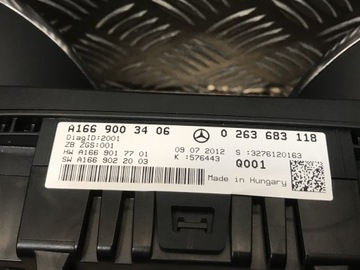 A166 900 34 06 0 263 683 118
DiagID:2001
ZB ZGS:001 09 07 2012 S :3276120163
HW A166 901 77 01 K :576443 Q001
SW A166 902 20 03 Made in Hungary